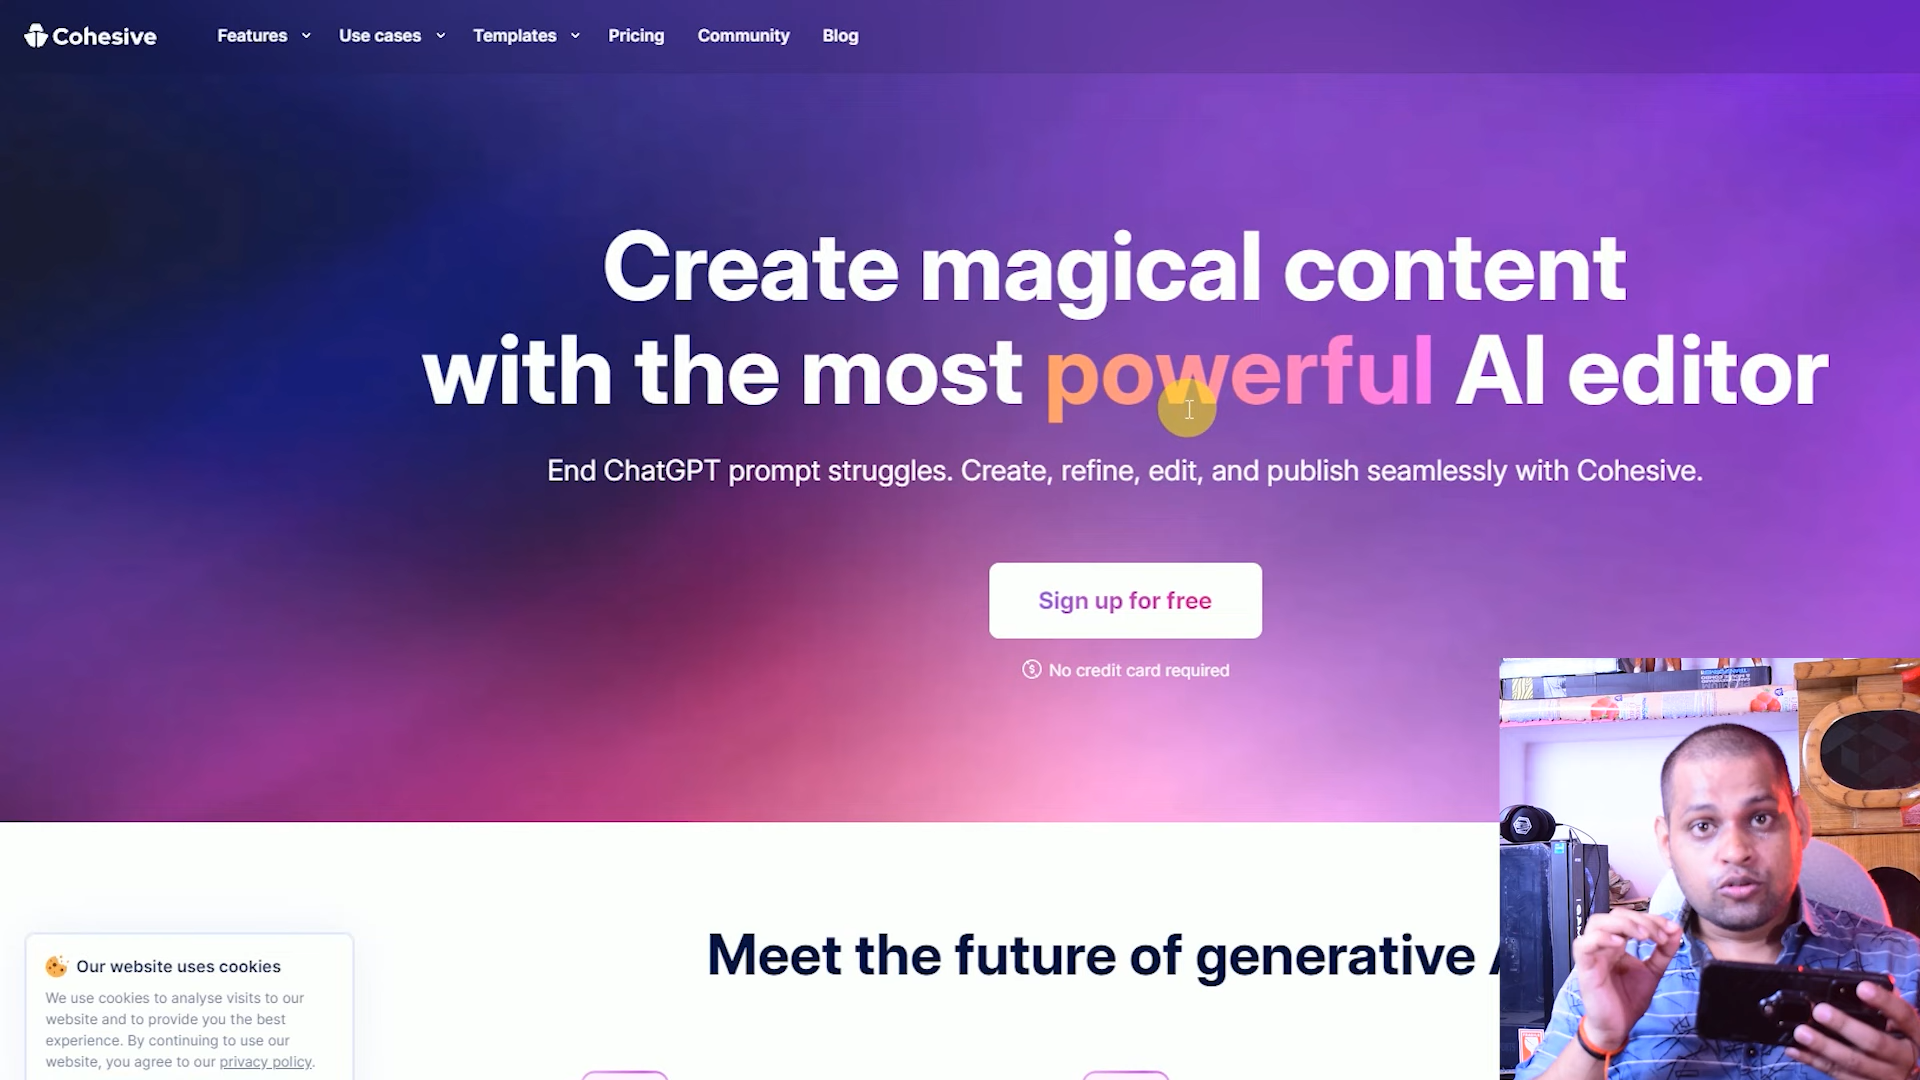 Cohesive
Features Use cases Templates Pricing Community Blog
Create magical content
with the most powerful AI editor
End ChatGPT prompt struggles. Create, refine, edit, and publish seamlessly with Cohesive.
Sign up for free
No credit card required
Meet the future of generative
Our website uses cookies
We use cookies to analyse visits to our
website and to provide you the best
experience. By continuing to use our
website, you agree to our privacy policy.